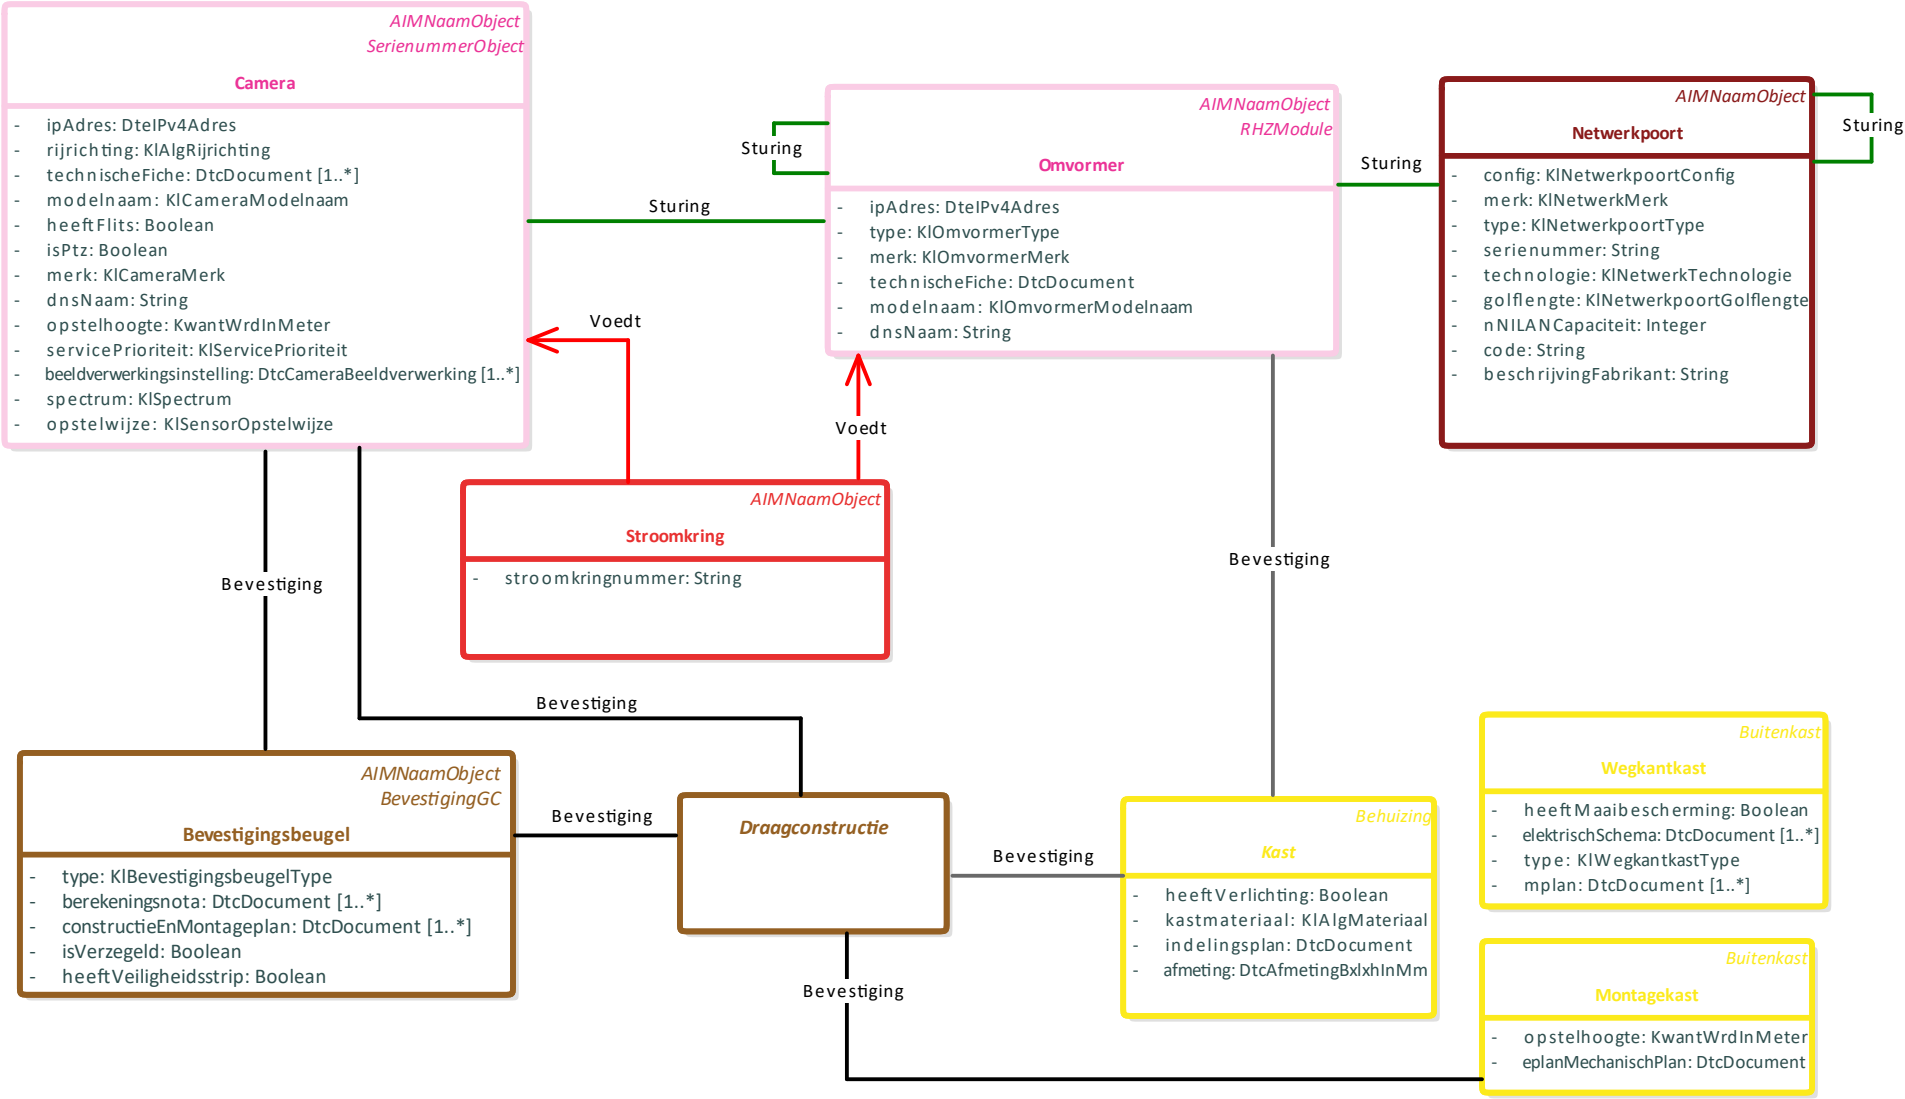 AIMNaamObject
SerienummerObject
Camera
- ipAdres: DteIPv4Adres
- rijrichting: KlAlgRijrichting
- technischeFiche: DtcDocument [1..*]
- modelnaam: KlCameraModelnaam
- heeftFlits: Boolean
- isPtz: Boolean
- merk: KlCameraMerk
- dnsNaam: String
- opstelhoogte: KwantWrdInMeter
- servicePrioriteit: KlServicePrioriteit
- beeldverwerkingsinstelling: DtcCameraBeeldverwerking [1..*]
- spectrum: KlSpectrum
- opstelwijze: KlSensorOpstelwijze
Sturing
Sturing
AIMNaamObject
RHZModule
Omvormer
- ipAdres: DteIPv4Adres
- type: KlOmvormerType
- merk: KlOmvormerMerk
- technischeFiche: DtcDocument
- modelnaam: KlOmvormerModelnaam
- dnsNaam: String
Sturing
AIMNaamObject
Netwerkpoort
- config: KlNetwerkpoortConfig
- merk: KlNetwerkMerk
- type: KlNetwerkpoortType
- serienummer: String
- technologie: KlNetwerkTechnologie
- golflengte: KlNetwerkpoortGolflengte
- nNILANCapaciteit: Integer
- code: String
- beschrijvingFabrikant: String
Sturing
Voedt
Voedt
AIMNaamObject
Stroomkring
- stroomkringnummer: String
Bevestiging
Bevestiging
Bevestiging
AIMNaamObject
BevestigingGC
Bevestigingsbeugel
- type: KlBevestigingsbeugelType
- berekeningsnota: DtcDocument [1..*]
- constructieEnMontageplan: DtcDocument [1..*]
- isVerzegeld: Boolean
- heeftVeiligheidsstrip: Boolean
Bevestiging
Draagconstructie
Bevestiging
Behuizing
Kast
- heeftVerlichting: Boolean
- kastmateriaal: KlAlgMateriaal
- indelingsplan: DtcDocument
- afmeting: DtcAfmetingBxlxhInMm
Bevestiging
Buitenkast
Wegkantkast
- heeftMaaibescherming: Boolean
- elektrischSchema: DtcDocument [1..*]
- type: KlWegkantkastType
- mplan: DtcDocument [1..*]
Buitenkast
Montagekast
- opstelhoogte: KwantWrdInMeter
- eplanMechanischPlan: DtcDocument